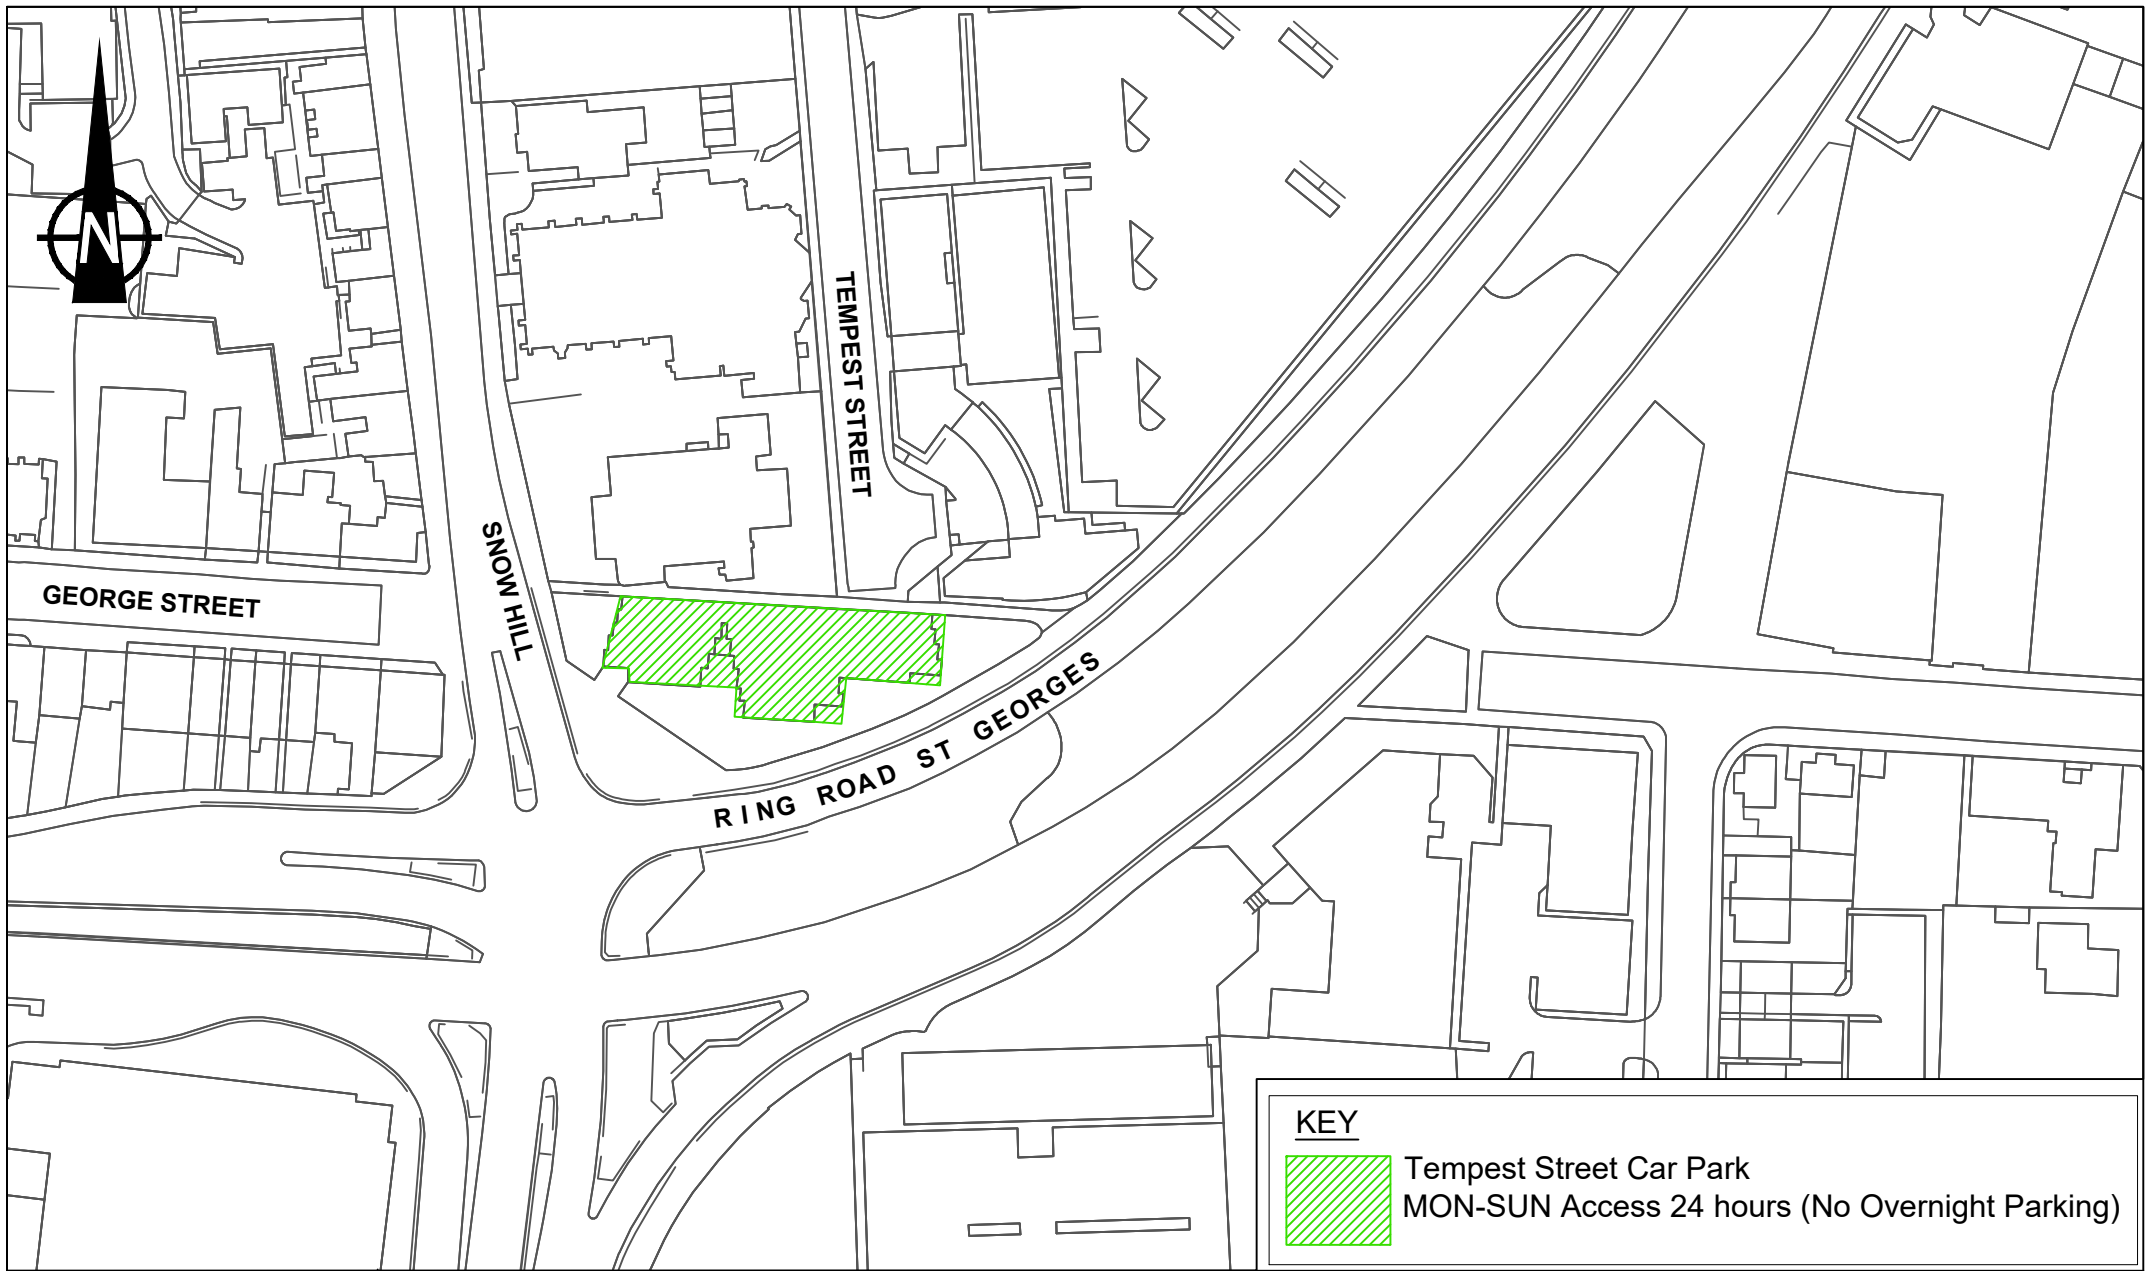 N
TEMPEST STREET
SNOW HILL
GEORGE STREET
RING ROAD ST GEORGES
KEY
Tempest Street Car Park
MON-SUN Access 24 hours (No Overnight Parking)